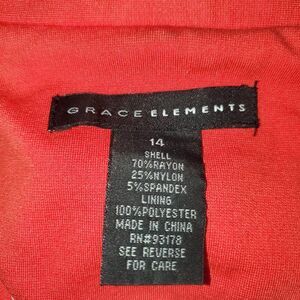 GRACE ELEMENTS
14
SHELL
70%RAYON
25%NYLON
5%SPANDEX
LINING
100%POLYESTER
MADE IN CHINA
RN#93178
SEE REVERSE
FOR CARE